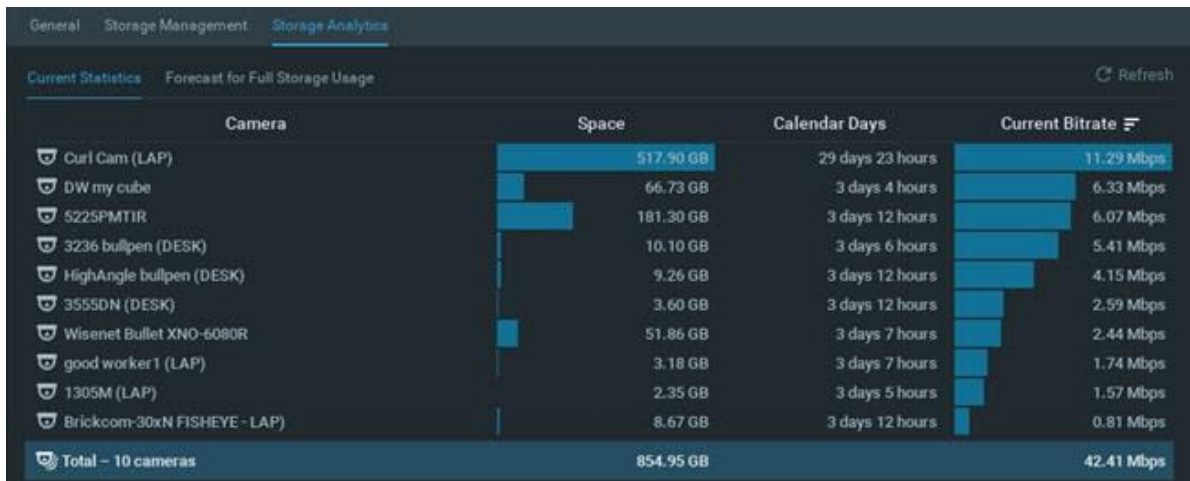 General Storage Management Storage Analytics
Current Statistics Forecast for Full Storage Usage Refresh
Camera Space Calendar Days Current Bitrate
Curl Cam (LAP) 517.90 GB 29 days 23 hours 11.29 Mbps
DW my cube 66.73 GB 3 days 4 hours 6.33 Mbps
5225PMTIR 181.30 GB 3 days 12 hours 6.07 Mbps
3236 bullpen (DESK) 10.10 GB 3 days 6 hours 5.41 Mbps
HighAngle bullpen (DESK) 9.26 GB 3 days 12 hours 4.15 Mbps
3555DN (DESK) 3.60 GB 3 days 12 hours 2.59 Mbps
Wisenet Bullet XNO-6080R 51.86 GB 3 days 7 hours 2.44 Mbps
good worker1 (LAP) 3.18 GB 3 days 7 hours 1.74 Mbps
1305M (LAP) 2.35 GB 3 days 5 hours 1.57 Mbps
Brickcom-30xN FISHEYE - LAP) 8.67 GB 3 days 12 hours 0.81 Mbps
Total – 10 cameras 854.95 GB 42.41 Mbps